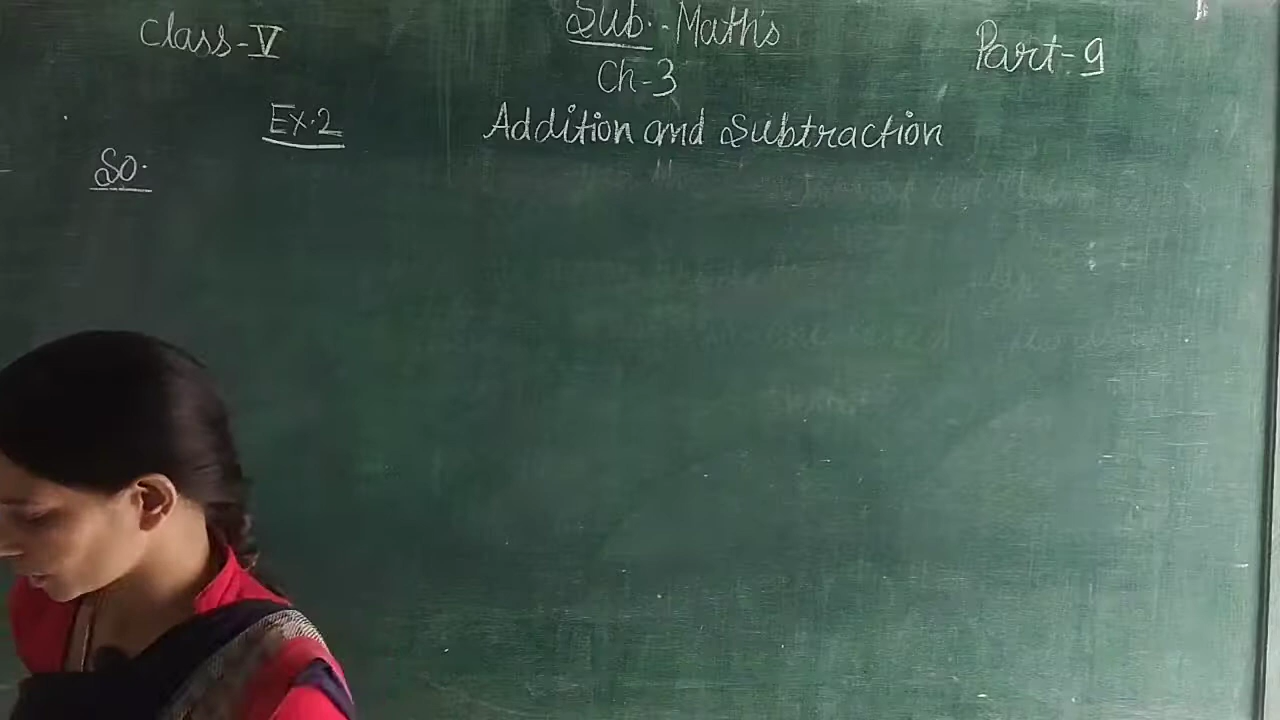 Class-V Sub.-Maths Part-9
Ch-3
Ex.2 Addition and Subtraction
So.